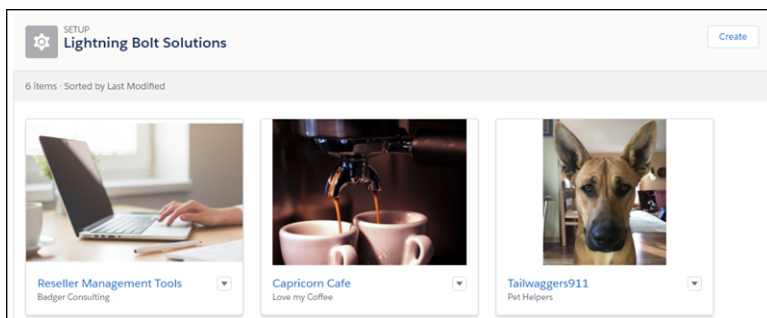 SETUP
Lightning Bolt Solutions
Create
6 items · Sorted by Last Modified
Reseller Management Tools
Badger Consulting
Capricorn Cafe
Love my Coffee
Tailwaggers911
Pet Helpers